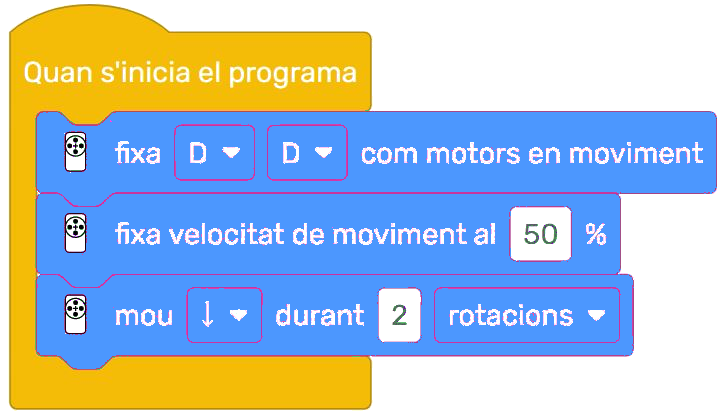 Quan s'inicia el programa
fixa D D com motors en moviment
fixa velocitat de moviment al 50 %
mou ↓ durant 2 rotacions